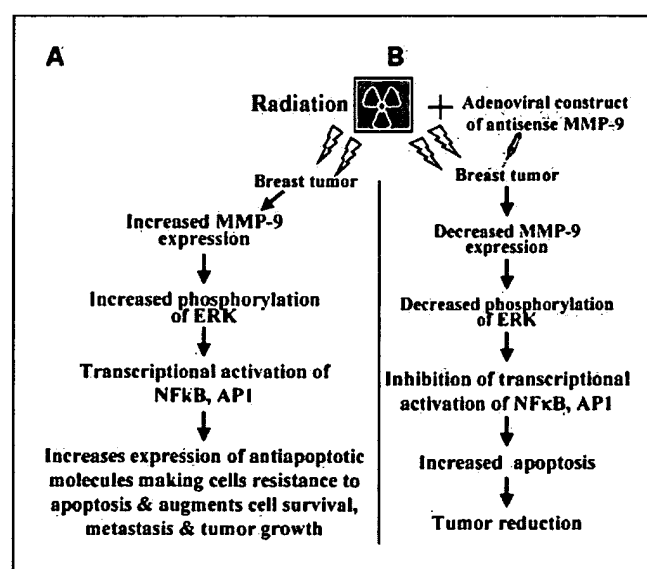 A
B
Radiation
+ Adenoviral construct
of antisense MMP-9
Breast tumor
Increased MMP-9
expression
Increased phosphorylation
of ERK
Transcriptional activation of
NFkB, AP1
Increases expression of antiapoptotic
molecules making cells resistance to
apoptosis & augments cell survival,
metastasis & tumor growth
Breast tumor
Decreased MMP-9
expression
Decreased phosphorylation
of ERK
Inhibition of transcriptional
activation of NFκB, AP1
Increased apoptosis
Tumor reduction